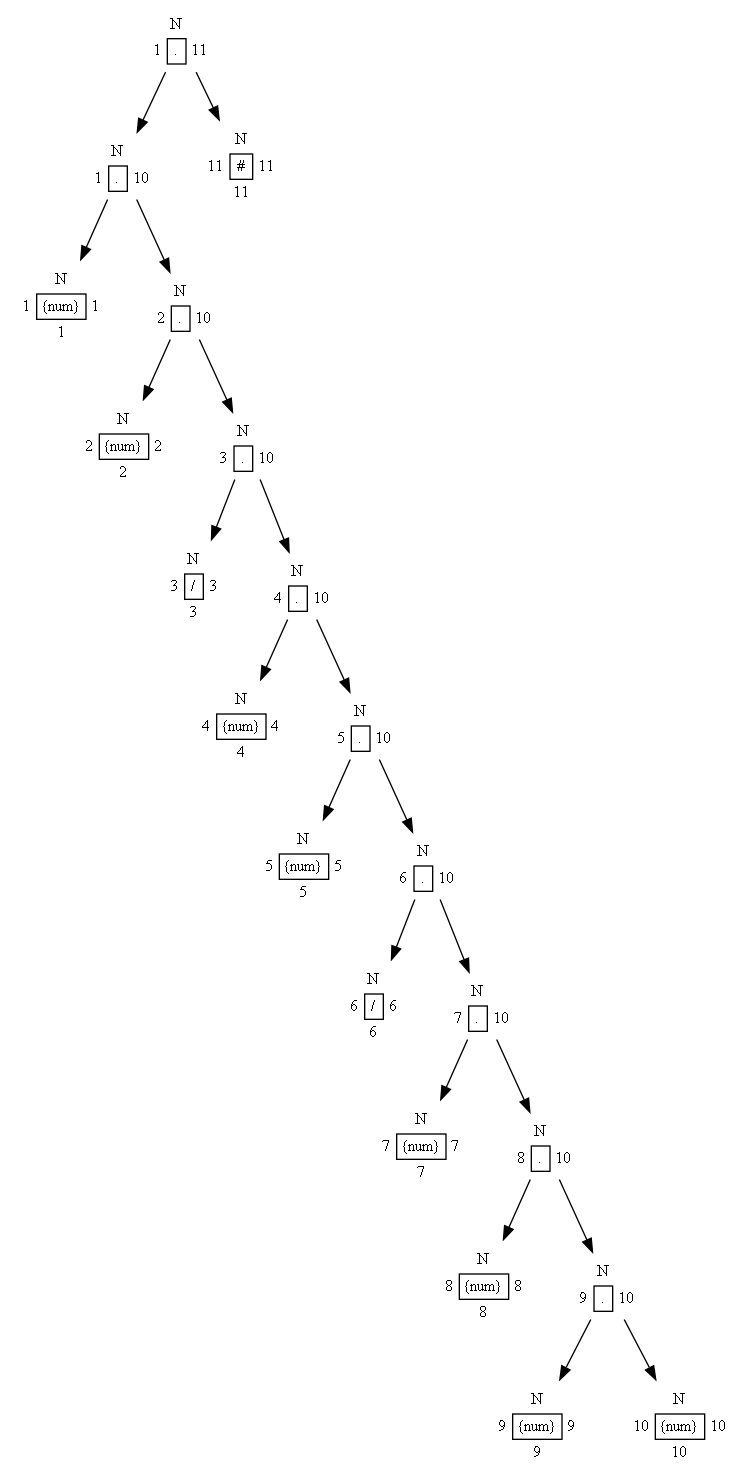 N
1 . 11
N
11 # 11
11
N
1 . 10
N
1 {num} 1
1
N
2 . 10
N
2 {num} 2
2
N
3 . 10
N
3 / 3
3
N
4 . 10
N
4 {num} 4
4
N
5 . 10
N
5 {num} 5
5
N
6 . 10
N
6 / 6
6
N
7 . 10
N
7 {num} 7
7
N
8 . 10
N
8 {num} 8
8
N
9 . 10
N
9 {num} 9
9
N
10 {num} 10
10